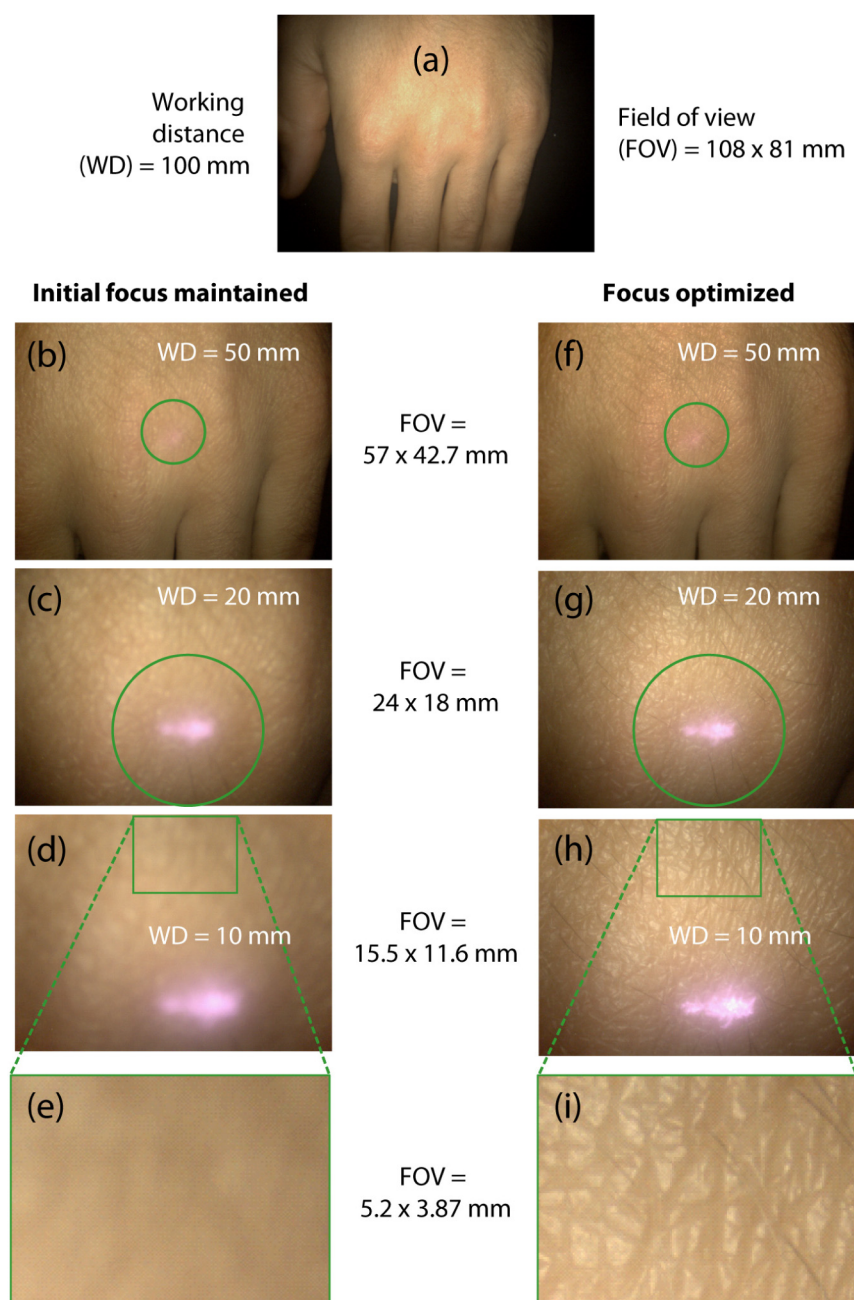 (a)
Working
distance
(WD) = 100 mm
Field of view
(FOV) = 108 x 81 mm
Initial focus maintained
Focus optimized
(b)
WD = 50 mm
FOV =
57 x 42.7 mm
(f)
WD = 50 mm
(c)
WD = 20 mm
FOV =
24 x 18 mm
(g)
WD = 20 mm
(d)
WD = 10 mm
FOV =
15.5 x 11.6 mm
(h)
WD = 10 mm
(e)
FOV =
5.2 x 3.87 mm
(i)